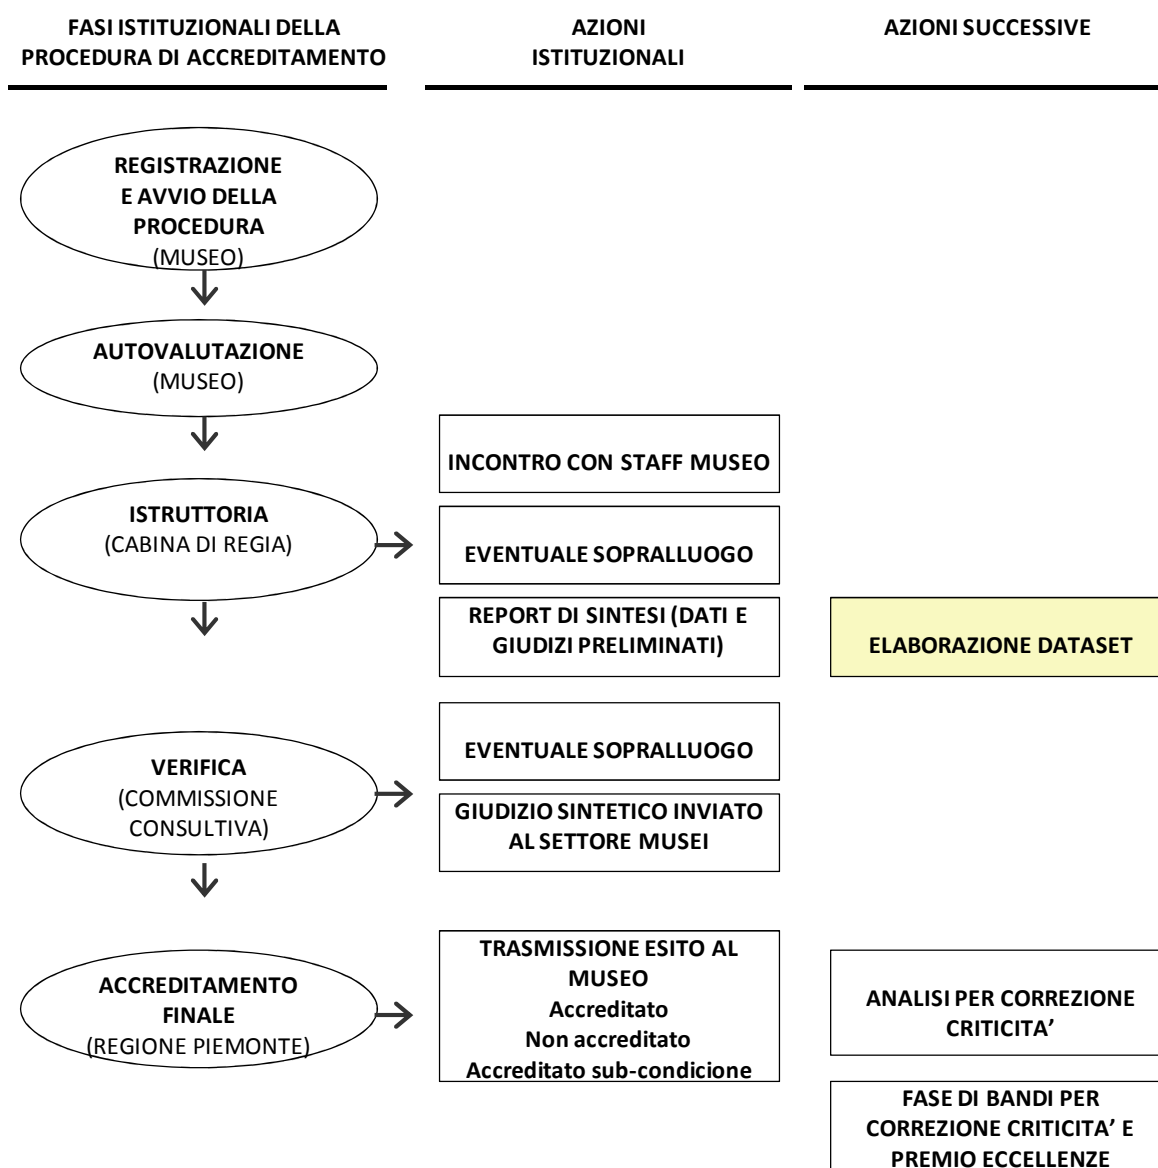 FASI ISTITUZIONALI DELLA
PROCEDURA DI ACCREDITAMENTO
AZIONI
ISTITUZIONALI
AZIONI SUCCESSIVE
REGISTRAZIONE
E AVVIO DELLA
PROCEDURA
(MUSEO)
AUTOVALUTAZIONE
(MUSEO)
INCONTRO CON STAFF MUSEO
ISTRUTTORIA
(CABINA DI REGIA)
EVENTUALE SOPRALLUOGO
REPORT DI SINTESI (DATI E
GIUDIZI PRELIMINATI)
ELABORAZIONE DATASET
VERIFICA
(COMMISSIONE
CONSULTIVA)
EVENTUALE SOPRALLUOGO
GIUDIZIO SINTETICO INVIATO
AL SETTORE MUSEI
ACCREDITAMENTO
FINALE
(REGIONE PIEMONTE)
TRASMISSIONE ESITO AL
MUSEO
Accreditato
Non accreditato
Accreditato sub-condicione
ANALISI PER CORREZIONE
CRITICITA’
FASE DI BANDI PER
CORREZIONE CRITICITA’ E
PREMIO ECCELLENZE